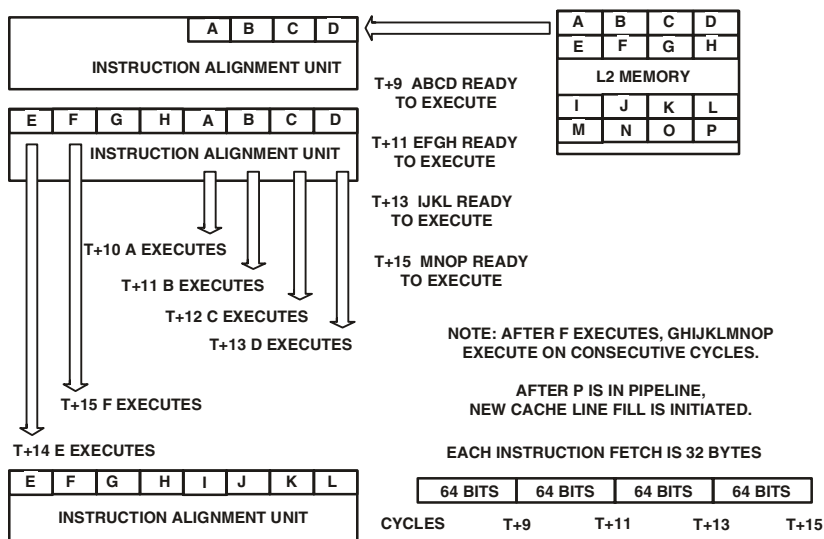 A B C D
INSTRUCTION ALIGNMENT UNIT
A B C D
E F G H
L2 MEMORY
I J K L
M N O P
T+9 ABCD READY
TO EXECUTE
E F G H A B C D
INSTRUCTION ALIGNMENT UNIT
T+11 EFGH READY
TO EXECUTE
T+13 IJKL READY
TO EXECUTE
T+15 MNOP READY
TO EXECUTE
T+10 A EXECUTES
T+11 B EXECUTES
T+12 C EXECUTES
T+13 D EXECUTES
T+15 F EXECUTES
T+14 E EXECUTES
NOTE: AFTER F EXECUTES, GHIJKLMNOP
EXECUTE ON CONSECUTIVE CYCLES.
AFTER P IS IN PIPELINE,
NEW CACHE LINE FILL IS INITIATED.
EACH INSTRUCTION FETCH IS 32 BYTES
E F G H I J K L
INSTRUCTION ALIGNMENT UNIT
64 BITS 64 BITS 64 BITS 64 BITS
CYCLES T+9 T+11 T+13 T+15